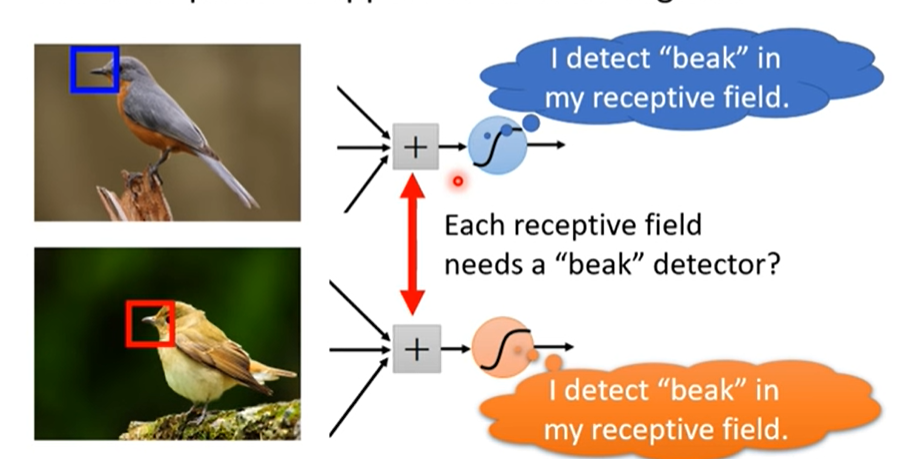 I detect “beak” in
my receptive field.
+
Each receptive field
needs a “beak” detector?
+
I detect “beak” in
my receptive field.